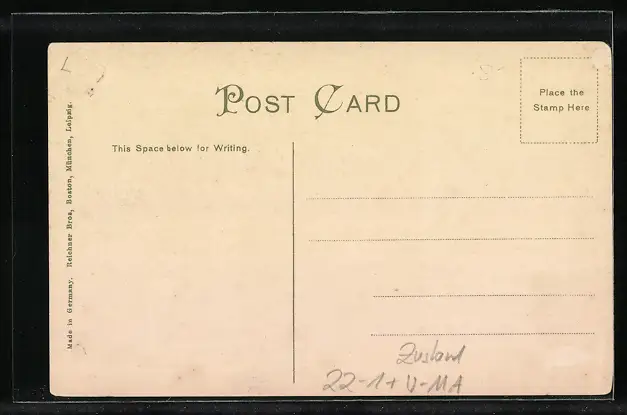 POST CARD
Place the
Stamp Here
This Space below for Writing.
Made in Germany. Reichner Bros, Boston, München, Leipzig.
Zustand
22-1+V-MA